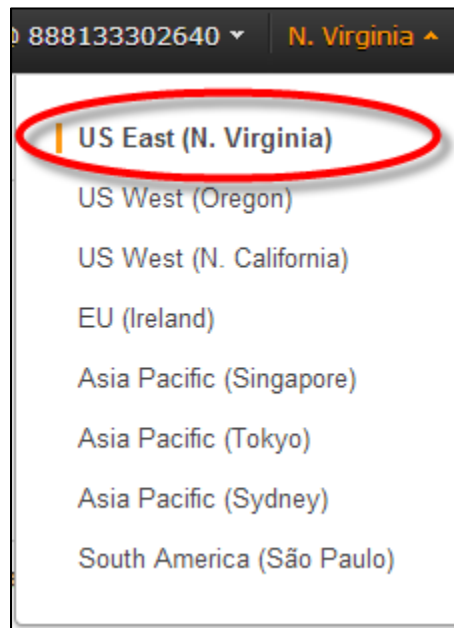 @ 888133302640 N. Virginia
US East (N. Virginia)
US West (Oregon)
US West (N. California)
EU (Ireland)
Asia Pacific (Singapore)
Asia Pacific (Tokyo)
Asia Pacific (Sydney)
South America (São Paulo)